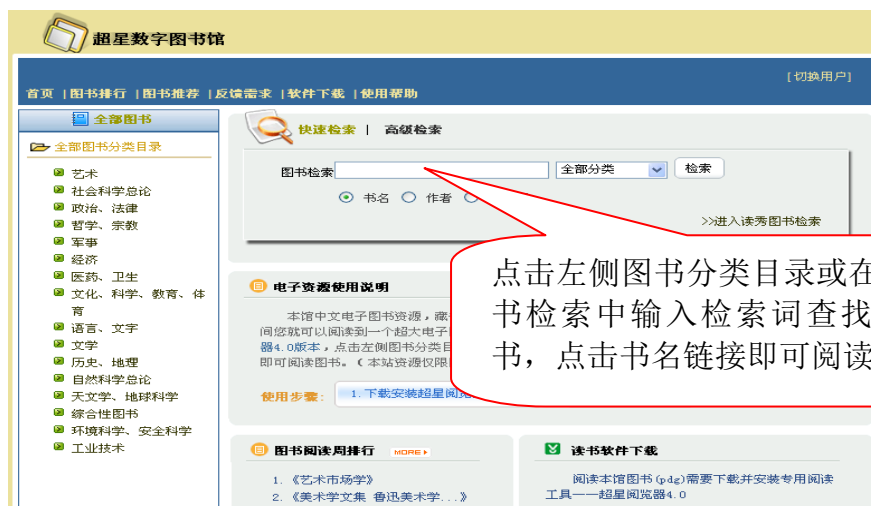 超星数字图书馆
[切换用户]
首页 |图书排行 |图书推荐 |反馈需求 |软件下载 |使用帮助
全部图书
全部图书分类目录
艺术
社会科学总论
政治、法律
哲学、宗教
军事
经济
医药、卫生
文化、科学、教育、体
育
语言、文字
文学
历史、地理
自然科学总论
天文学、地球科学
综合性图书
环境科学、安全科学
工业技术
快速检索 | 高级检索
图书检索 全部分类 检索
书名 作者
>>进入读秀图书检索
点击左侧图书分类目录或在
书检索中输入检索词查找
书，点击书名链接即可阅读
电子资源使用说明
本馆中文电子图书资源，藏
间您就可以阅读到一个超大电子
器4.0版本，点击左侧图书分类目
即可阅读图书。(本站资源仅限
使用步骤: 1.下载安装超星阅览
图书阅读周排行 MORE
1. 《艺术市场学》
2. 《美术学文集 鲁迅美术学...》
读书软件下载
阅读本馆图书(pdg)需要下载并安装专用阅读
工具——超星阅览器4.0